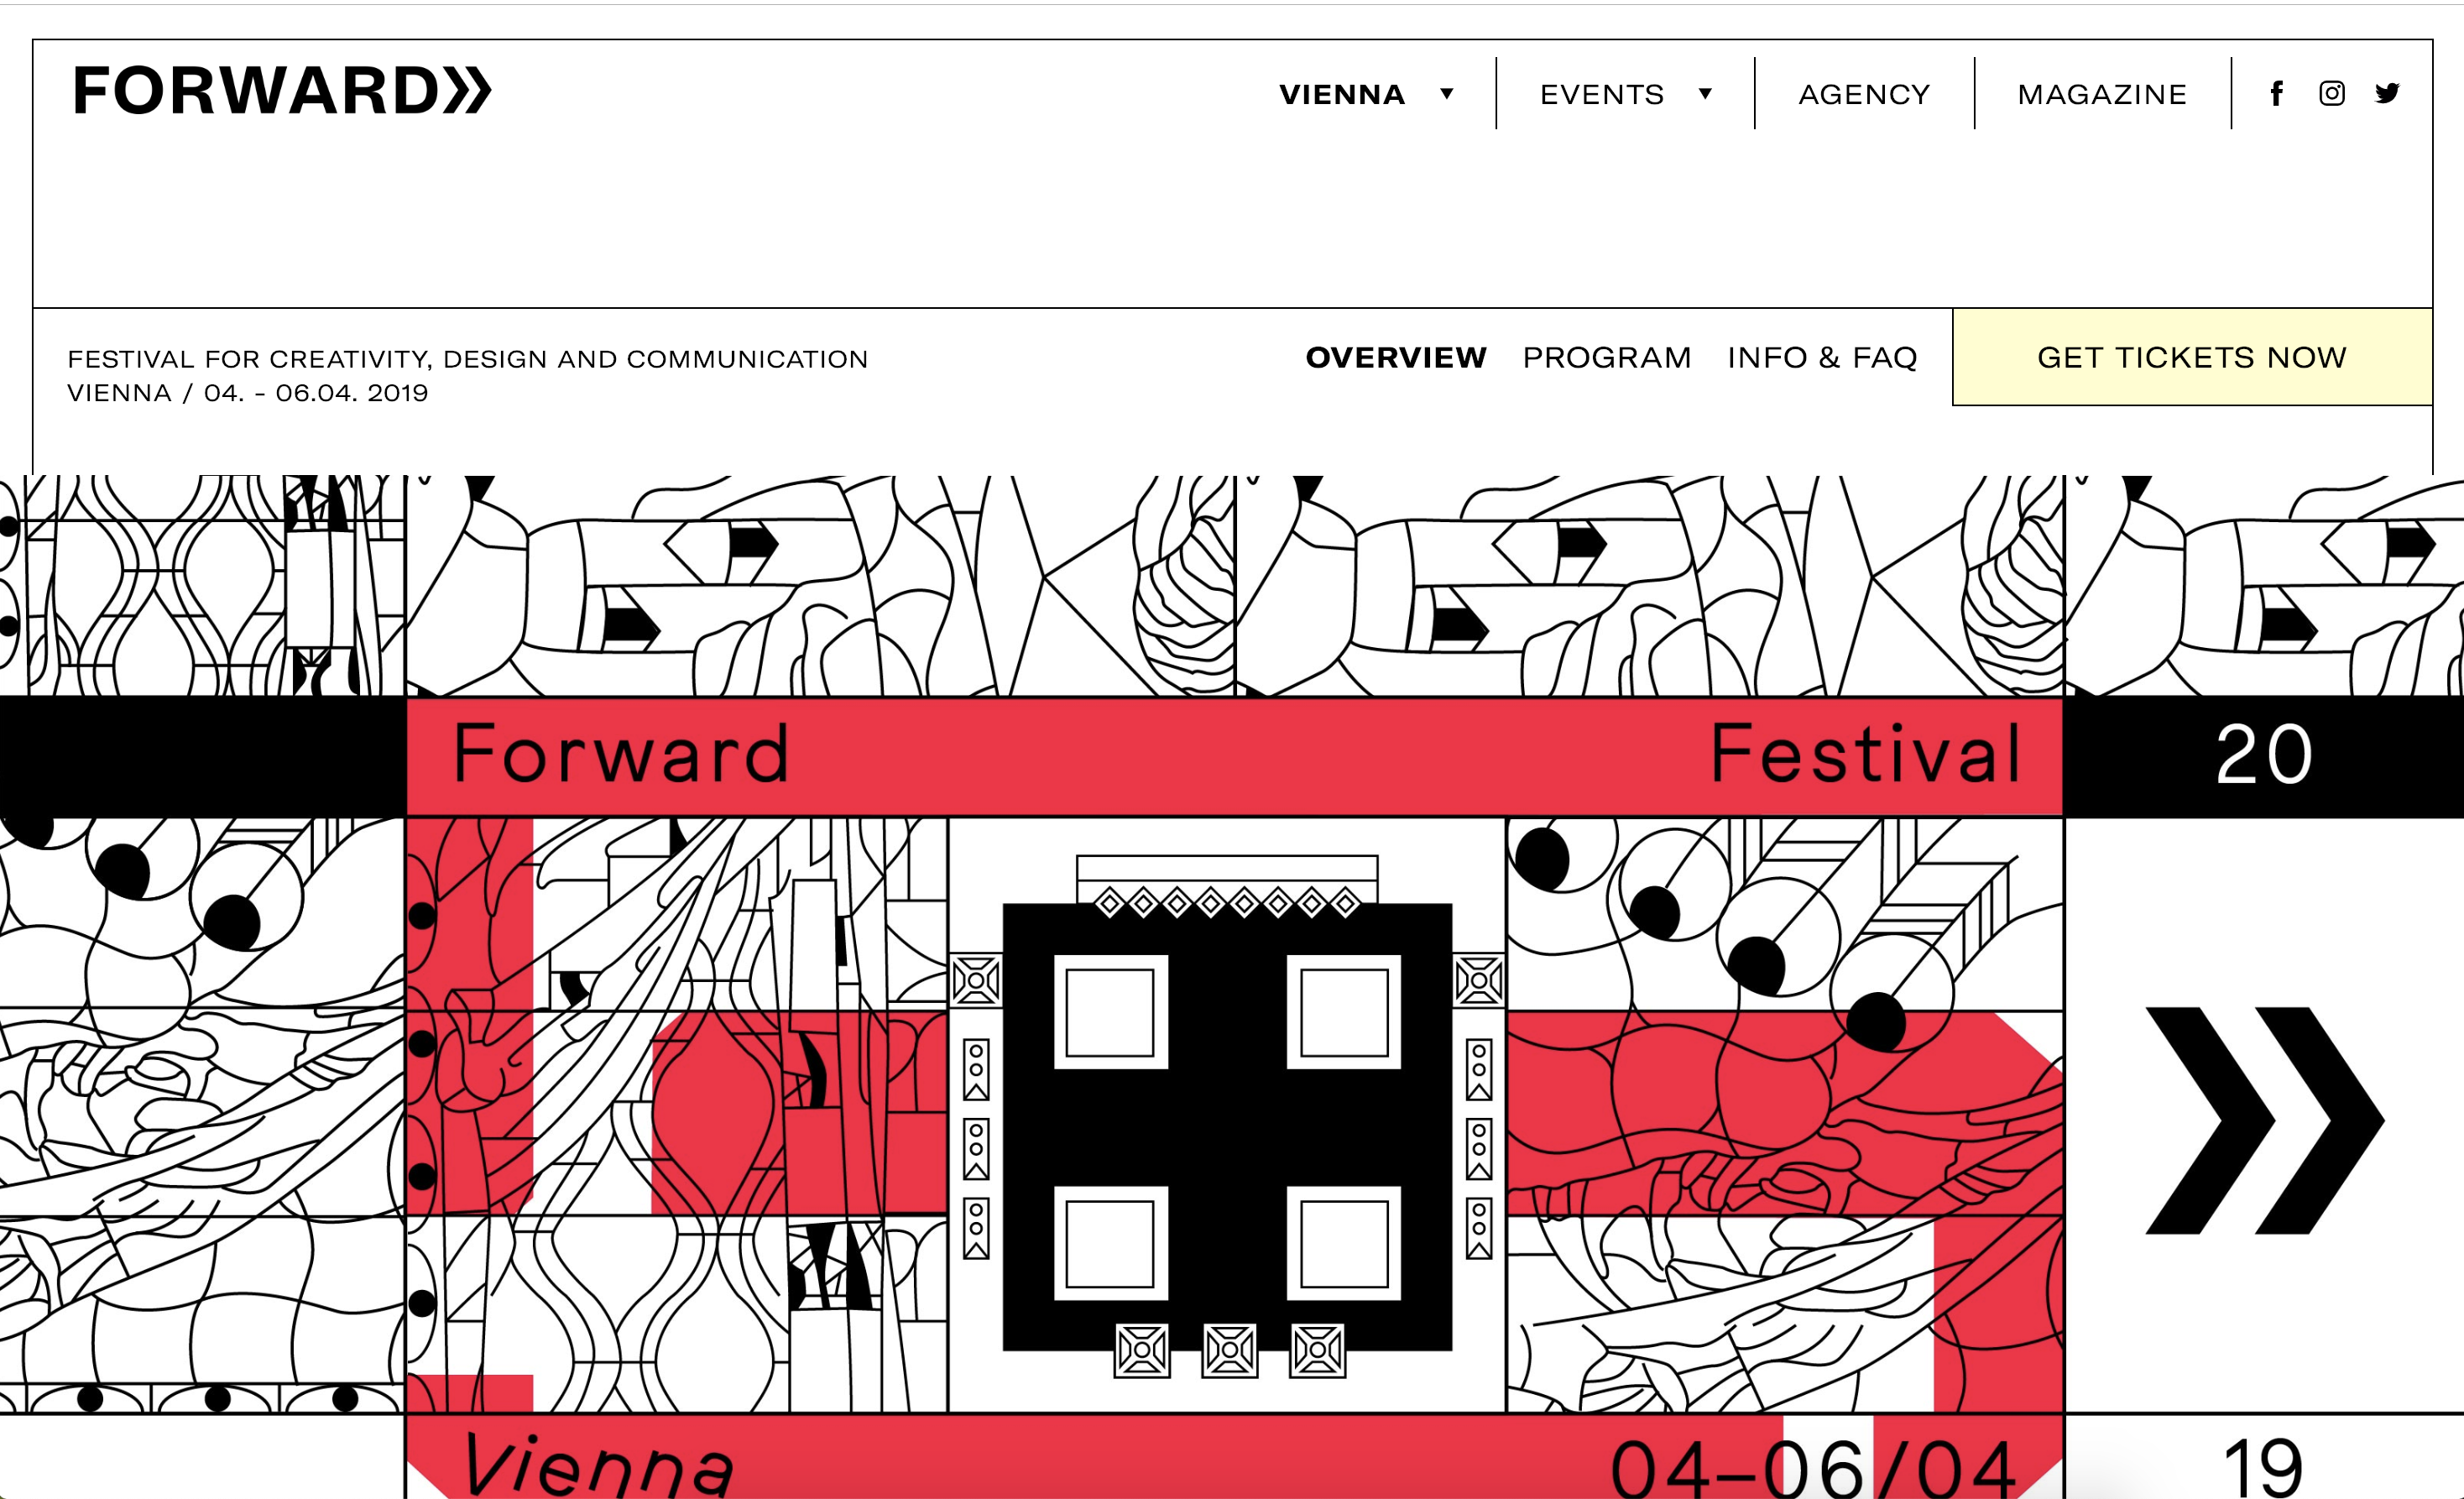 FORWARD»
VIENNA ▼ EVENTS ▼ AGENCY MAGAZINE
FESTIVAL FOR CREATIVITY, DESIGN AND COMMUNICATION
VIENNA / 04. - 06.04. 2019
OVERVIEW PROGRAM INFO & FAQ GET TICKETS NOW
Forward Festival 20
»
Vienna 04–06/04 19